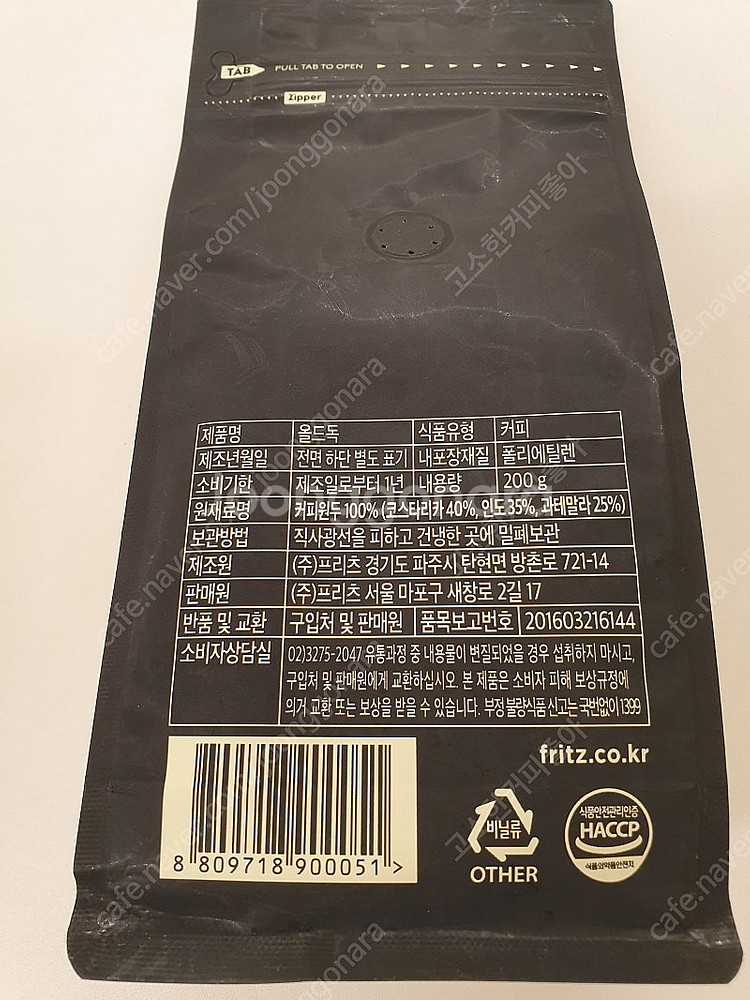 TAB PULL TAB TO OPEN
Zipper
제품명 올드독 식품유형 커피
제조년월일 전면 하단 별도 표기 내포장재질 폴리에틸렌
소비기한 제조일로부터 1년 내용량 200 g
원재료명 커피원두 100% (코스타리카 40%, 인도 35%, 과테말라 25%)
보관방법 직사광선을 피하고 건냉한 곳에 밀폐보관
제조원 (주)프리츠 경기도 파주시 탄현면 방촌로 721-14
판매원 (주)프리츠 서울 마포구 새창로 2길 17
반품 및 교환 구입처 및 판매원 품목보고번호 201603216144
소비자상담실 02)3275-2047 유통과정 중 내용물이 변질되었을 경우 섭취하지 마시고,
구입처 및 판매원에게 교환하십시오. 본 제품은 소비자 피해 보상규정에
의거 교환 또는 보상을 받을 수 있습니다. 부정 불량식품 신고는 국번없이 1399
fritz.co.kr
8 809718 900051 >
비닐류
OTHER
식품안전관리인증
HACCP
식품의약품안전처
joonggonara
cafe.naver.com/joonggonara
고소한커피좋아